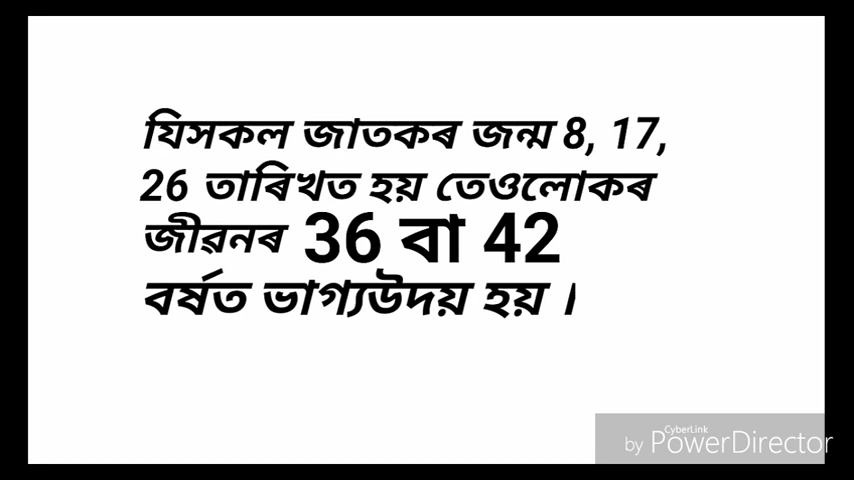 যিসকল জাতকৰ জন্ম 8, 17,
26 তাৰিখত হয় তেওলোকৰ
জীৱনৰ 36 বা 42
বৰ্ষত ভাগ্যউদয় হয় ।
CyberLink
by PowerDirector